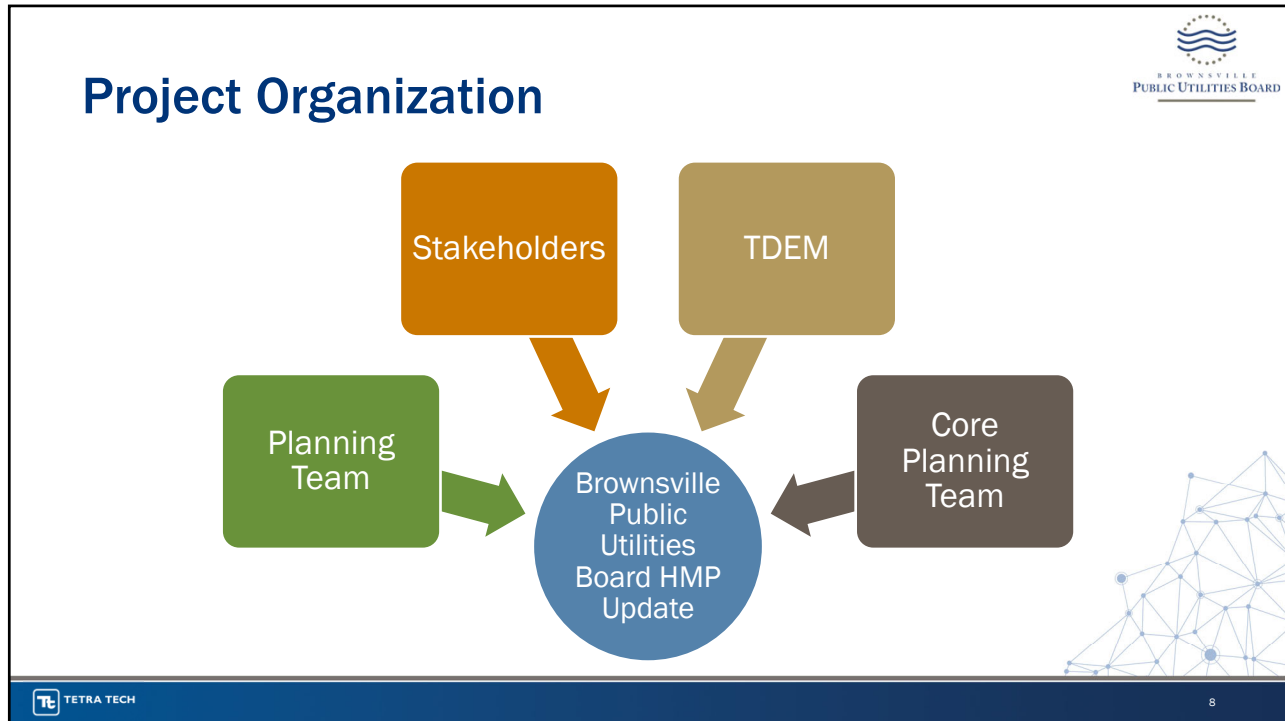 Project Organization
BROWNSVILLE
PUBLIC UTILITIES BOARD
Stakeholders
TDEM
Planning
Team
Core
Planning
Team
Brownsville
Public
Utilities
Board HMP
Update
Tt TETRA TECH
8